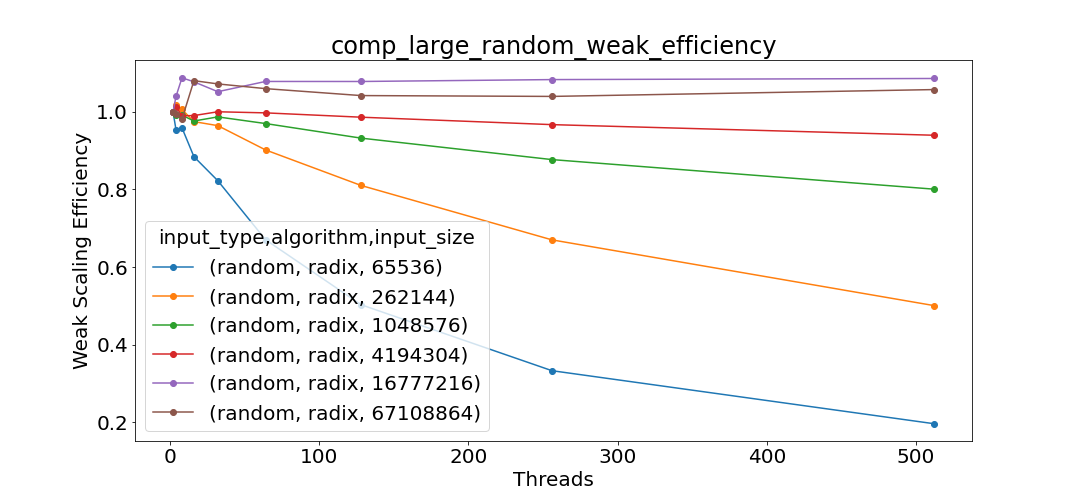 comp_large_random_weak_efficiency
Weak Scaling Efficiency
1.0
0.8
0.6
0.4
0.2
input_type,algorithm,input_size
(random, radix, 65536)
(random, radix, 262144)
(random, radix, 1048576)
(random, radix, 4194304)
(random, radix, 16777216)
(random, radix, 67108864)
0 100 200 300 400 500
Threads